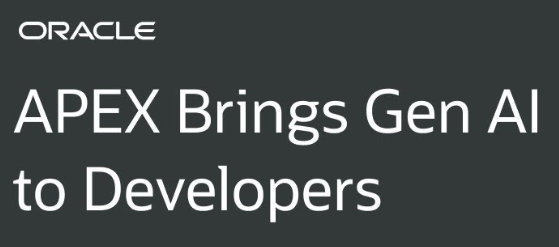 ORACLE
APEX Brings Gen AI
to Developers